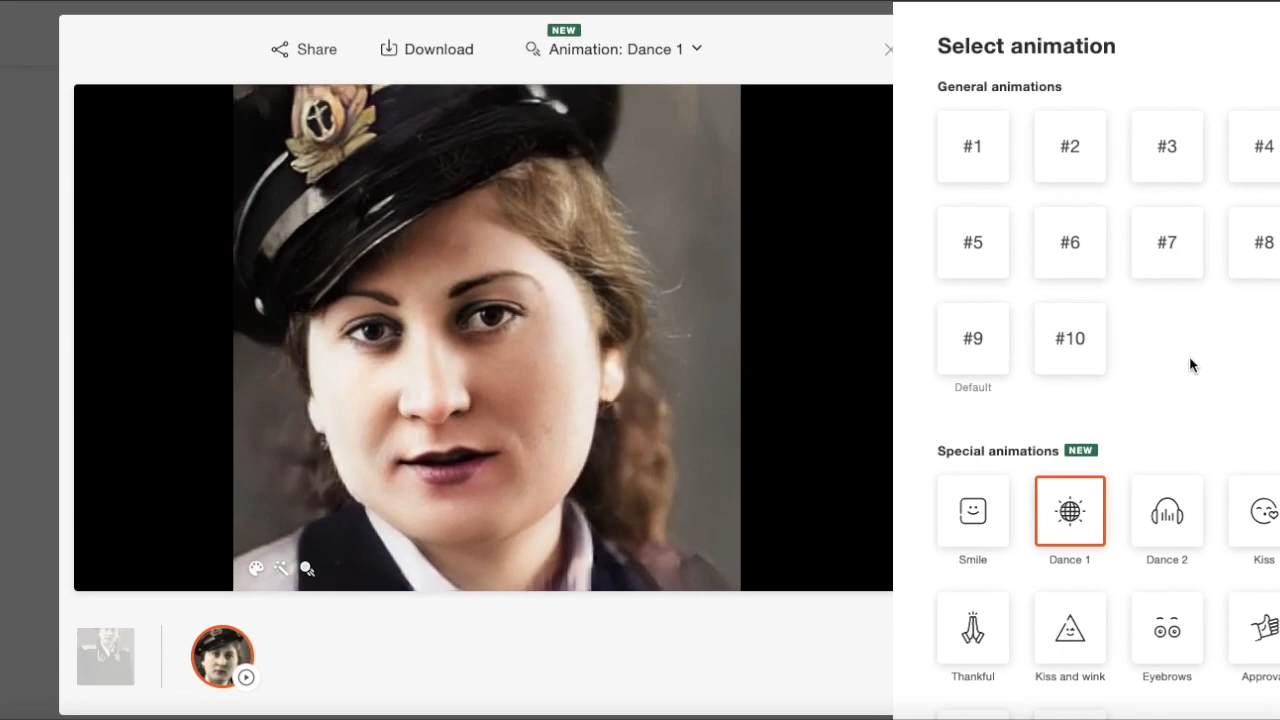 NEW
Share
Download
Animation: Dance 1
Select animation
General animations
#1
#2
#3
#4
#5
#6
#7
#8
#9
#10
Default
Special animations NEW
Smile
Dance 1
Dance 2
Kiss
Thankful
Kiss and wink
Eyebrows
Approva